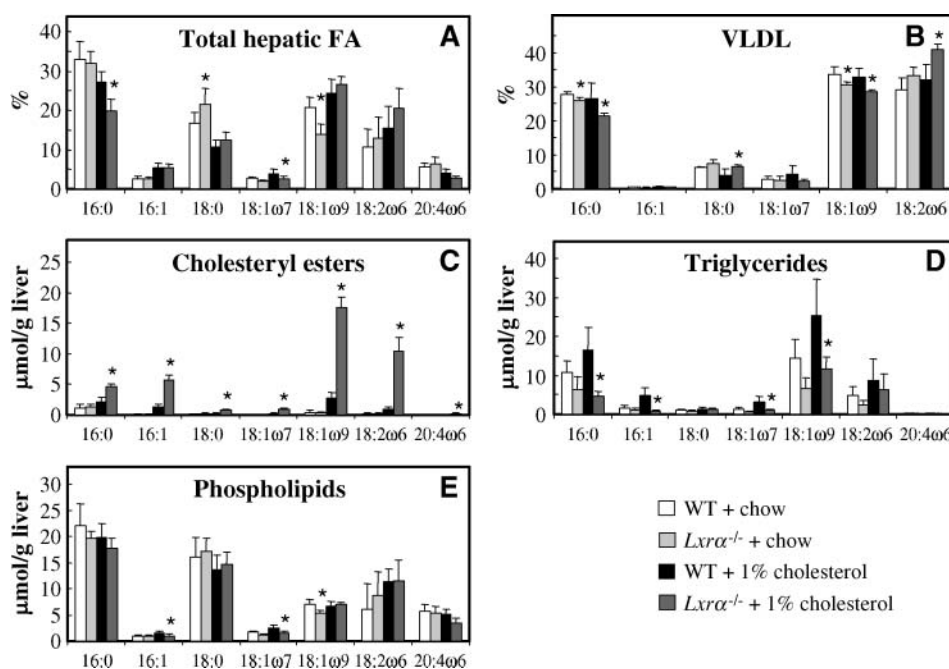 Total hepatic FA A
%
40
30
20
10
0
16:0 16:1 18:0 18:1ω7 18:1ω9 18:2ω6 20:4ω6
* * * *
VLDL B
%
40
30
20
10
0
16:0 16:1 18:0 18:1ω7 18:1ω9 18:2ω6
* * * * * *
Cholesteryl esters C
μmol/g liver
25
20
15
10
5
0
16:0 16:1 18:0 18:1ω7 18:1ω9 18:2ω6 20:4ω6
* * * * * * *
Triglycerides D
μmol/g liver
40
30
20
10
0
16:0 16:1 18:0 18:1ω7 18:1ω9 18:2ω6 20:4ω6
* * * *
Phospholipids E
μmol/g liver
30
25
20
15
10
5
0
16:0 16:1 18:0 18:1ω7 18:1ω9 18:2ω6 20:4ω6
* * *
WT + chow
Lxrα-/- + chow
WT + 1% cholesterol
Lxrα-/- + 1% cholesterol